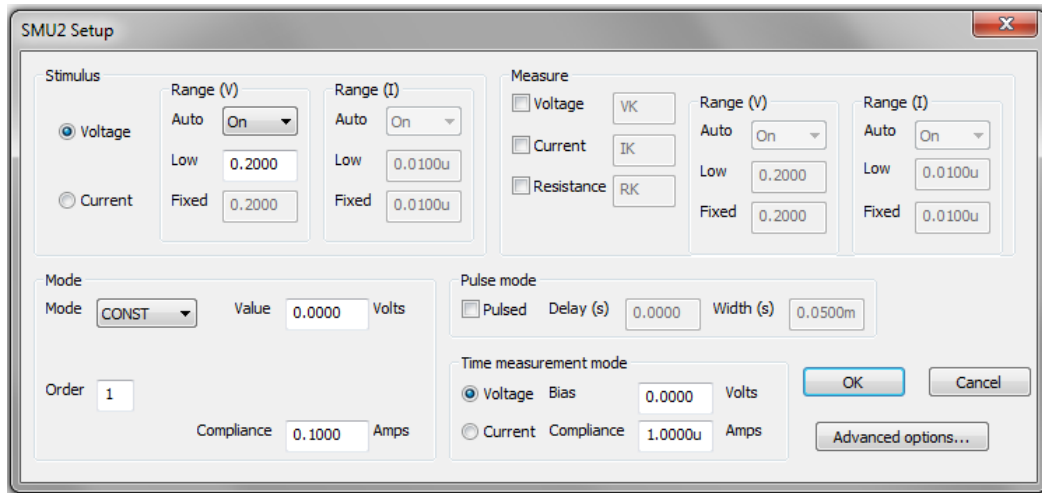 SMU2 Setup
Stimulus
Range (V)
Auto On
Low 0.2000
Fixed 0.2000
Range (I)
Auto On
Low 0.0100u
Fixed 0.0100u
Voltage
Current
Measure
Voltage VK
Current IK
Resistance RK
Range (V)
Auto On
Low 0.2000
Fixed 0.2000
Range (I)
Auto On
Low 0.0100u
Fixed 0.0100u
Mode
Mode CONST Value 0.0000 Volts
Order 1
Compliance 0.1000 Amps
Pulse mode
Pulsed Delay (s) 0.0000 Width (s) 0.0500m
Time measurement mode
Voltage Bias 0.0000 Volts
Current Compliance 1.0000u Amps
OK Cancel
Advanced options...